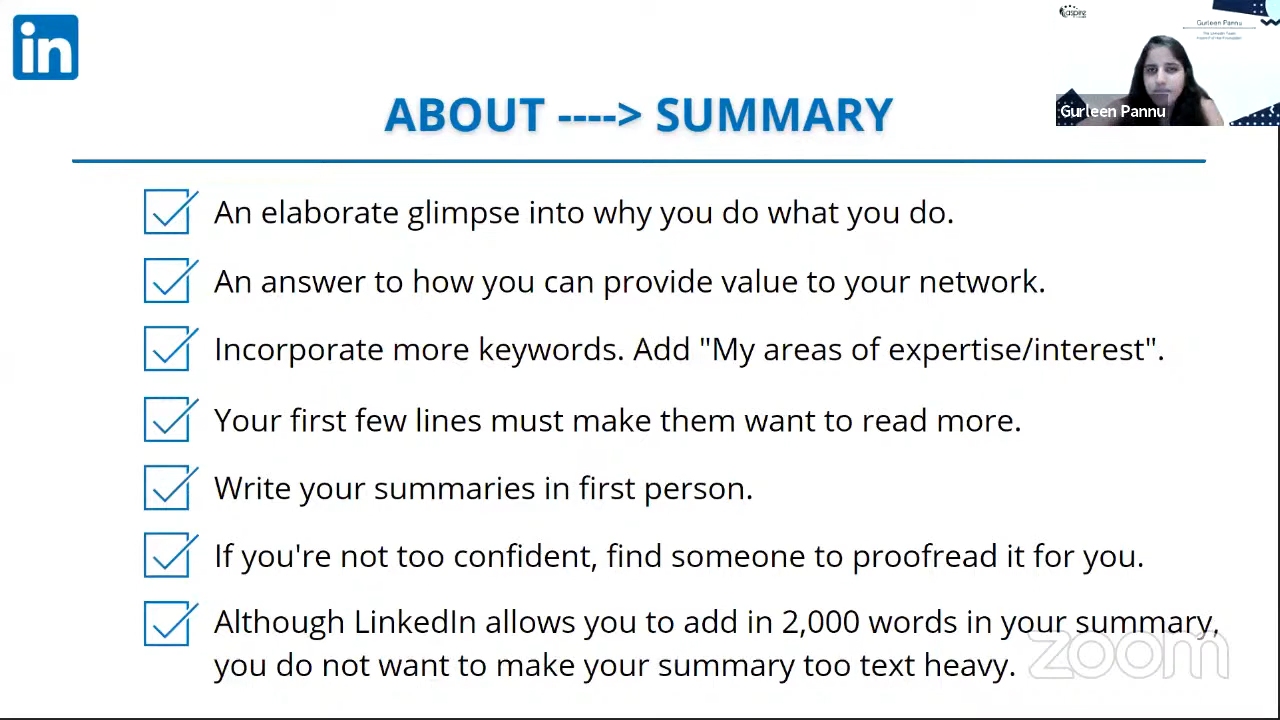 in
aspire
Gurleen Pannu
Gurleen Pannu
ABOUT ----> SUMMARY
An elaborate glimpse into why you do what you do.
An answer to how you can provide value to your network.
Incorporate more keywords. Add "My areas of expertise/interest".
Your first few lines must make them want to read more.
Write your summaries in first person.
If you're not too confident, find someone to proofread it for you.
Although LinkedIn allows you to add in 2,000 words in your summary,
you do not want to make your summary too text heavy.
zoom